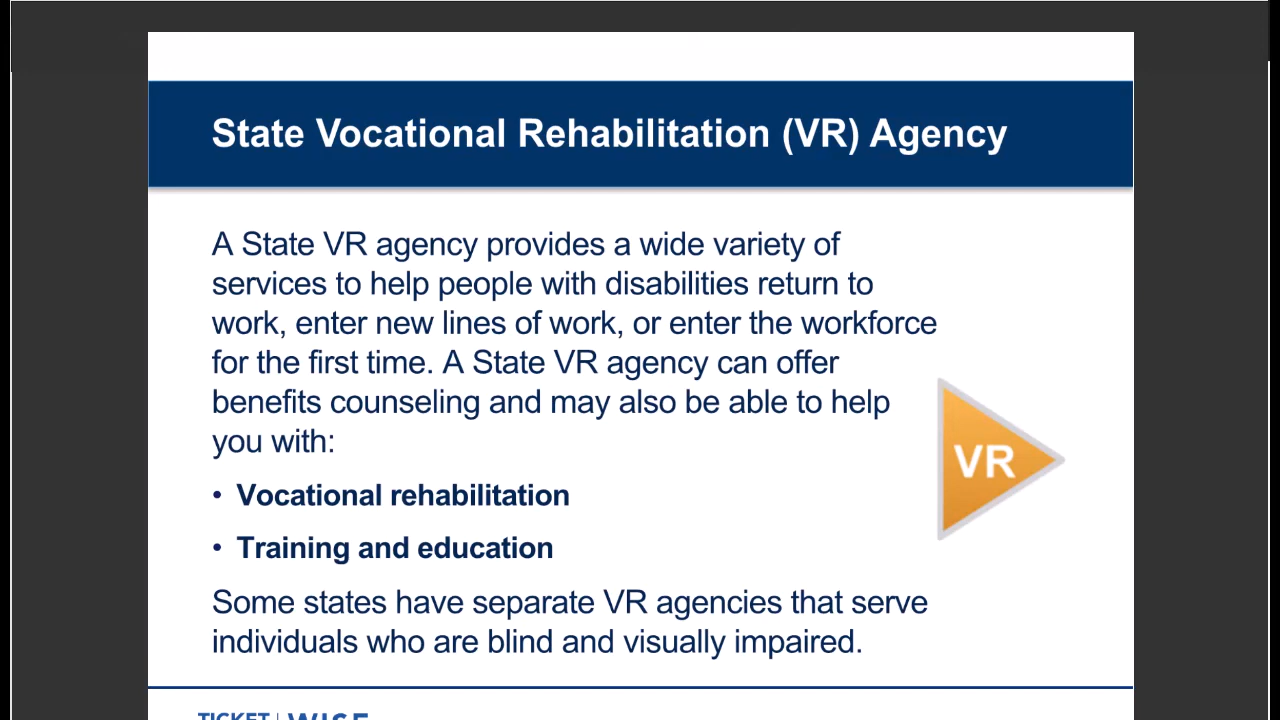 State Vocational Rehabilitation (VR) Agency
A State VR agency provides a wide variety of
services to help people with disabilities return to
work, enter new lines of work, or enter the workforce
for the first time. A State VR agency can offer
benefits counseling and may also be able to help
you with:
VR
• Vocational rehabilitation
• Training and education
Some states have separate VR agencies that serve
individuals who are blind and visually impaired.
TICKET | WISE